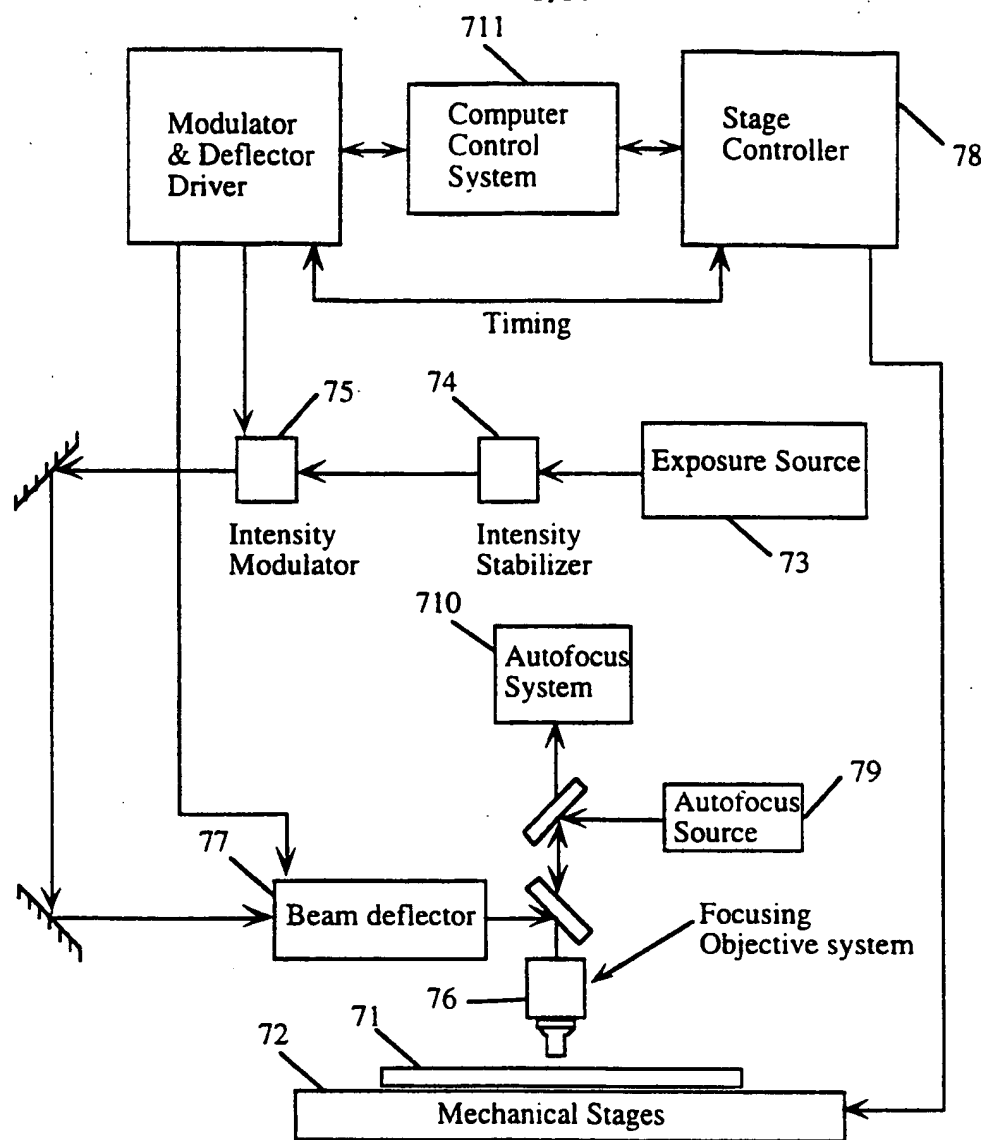 711
Modulator
& Deflector
Driver
Computer
Control
System
Stage
Controller
78
Timing
75
74
Exposure Source
Intensity
Modulator
Intensity
Stabilizer
73
710
Autofocus
System
79
Autofocus
Source
77
Beam deflector
Focusing
Objective system
76
71
72
Mechanical Stages